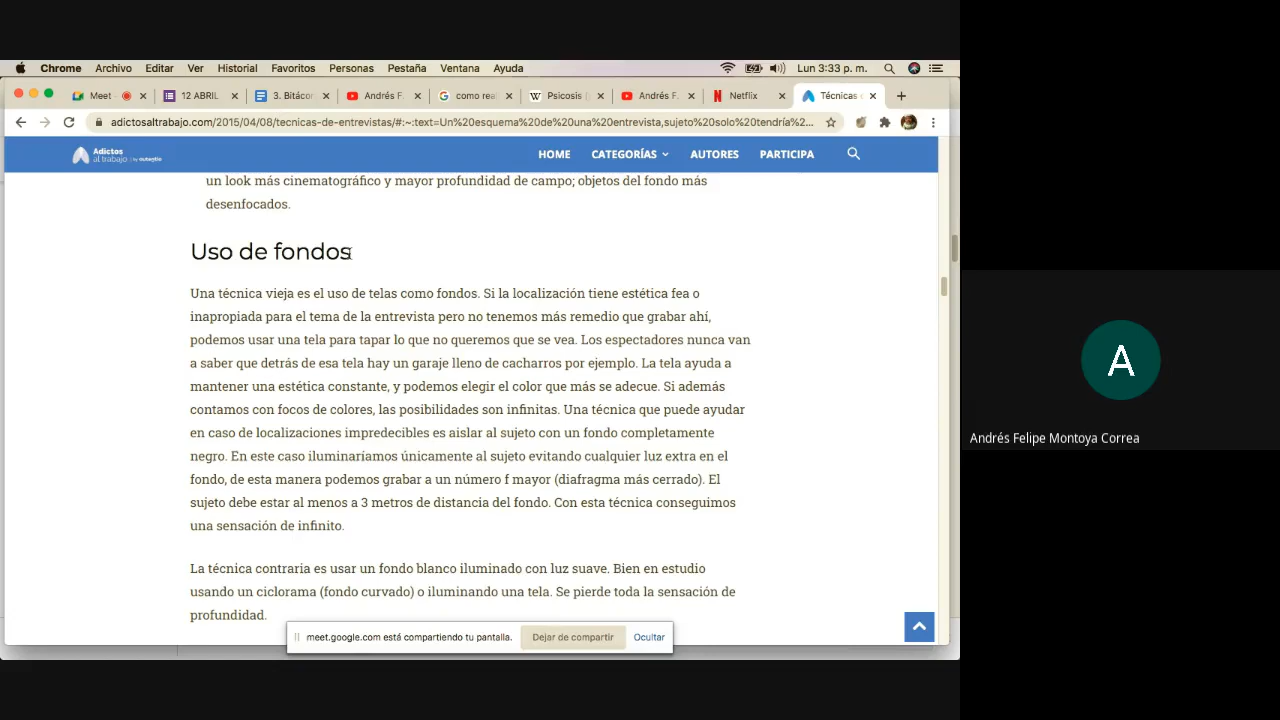 Chrome Archivo Editar Ver Historial Favoritos Personas Pestaña Ventana Ayuda Lun 3:33 p. m.
Meet 12 ABRIL 3. Bitácor Andrés F. como rea Psicosis ( Andrés F. Netflix Técnicas
adictosaltrabajo.com/2015/04/08/tecnicas-de-entrevistas/#:~:text=Un%20esquema%20de%20una%20entrevista,sujeto%20solo%20tendría/%2...
Adictos al trabajo HOME CATEGORÍAS AUTORES PARTICIPA
un look más cinematográfico y mayor profundidad de campo; objetos del fondo más
desenfocados.
Uso de fondos
Una técnica vieja es el uso de telas como fondos. Si la localización tiene estética fea o
inapropiada para el tema de la entrevista pero no tenemos más remedio que grabar ahí,
podemos usar una tela para tapar lo que no queremos que se vea. Los espectadores nunca van
a saber que detrás de esa tela hay un garaje lleno de cacharros por ejemplo. La tela ayuda a
mantener una estética constante, y podemos elegir el color que más se adecue. Si además
contamos con focos de colores, las posibilidades son infinitas. Una técnica que puede ayudar
en caso de localizaciones impredecibles es aislar al sujeto con un fondo completamente
negro. En este caso iluminaríamos únicamente al sujeto evitando cualquier luz extra en el
fondo, de esta manera podemos grabar a un número f mayor (diafragma más cerrado). El
sujeto debe estar al menos a 3 metros de distancia del fondo. Con esta técnica conseguimos
una sensación de infinito.
La técnica contraria es usar un fondo blanco iluminado con luz suave. Bien en estudio
usando un ciclorama (fondo curvado) o iluminando una tela. Se pierde toda la sensación de
profundidad.
meet.google.com está compartiendo tu pantalla. Dejar de compartir Ocultar
A
Andrés Felipe Montoya Correa